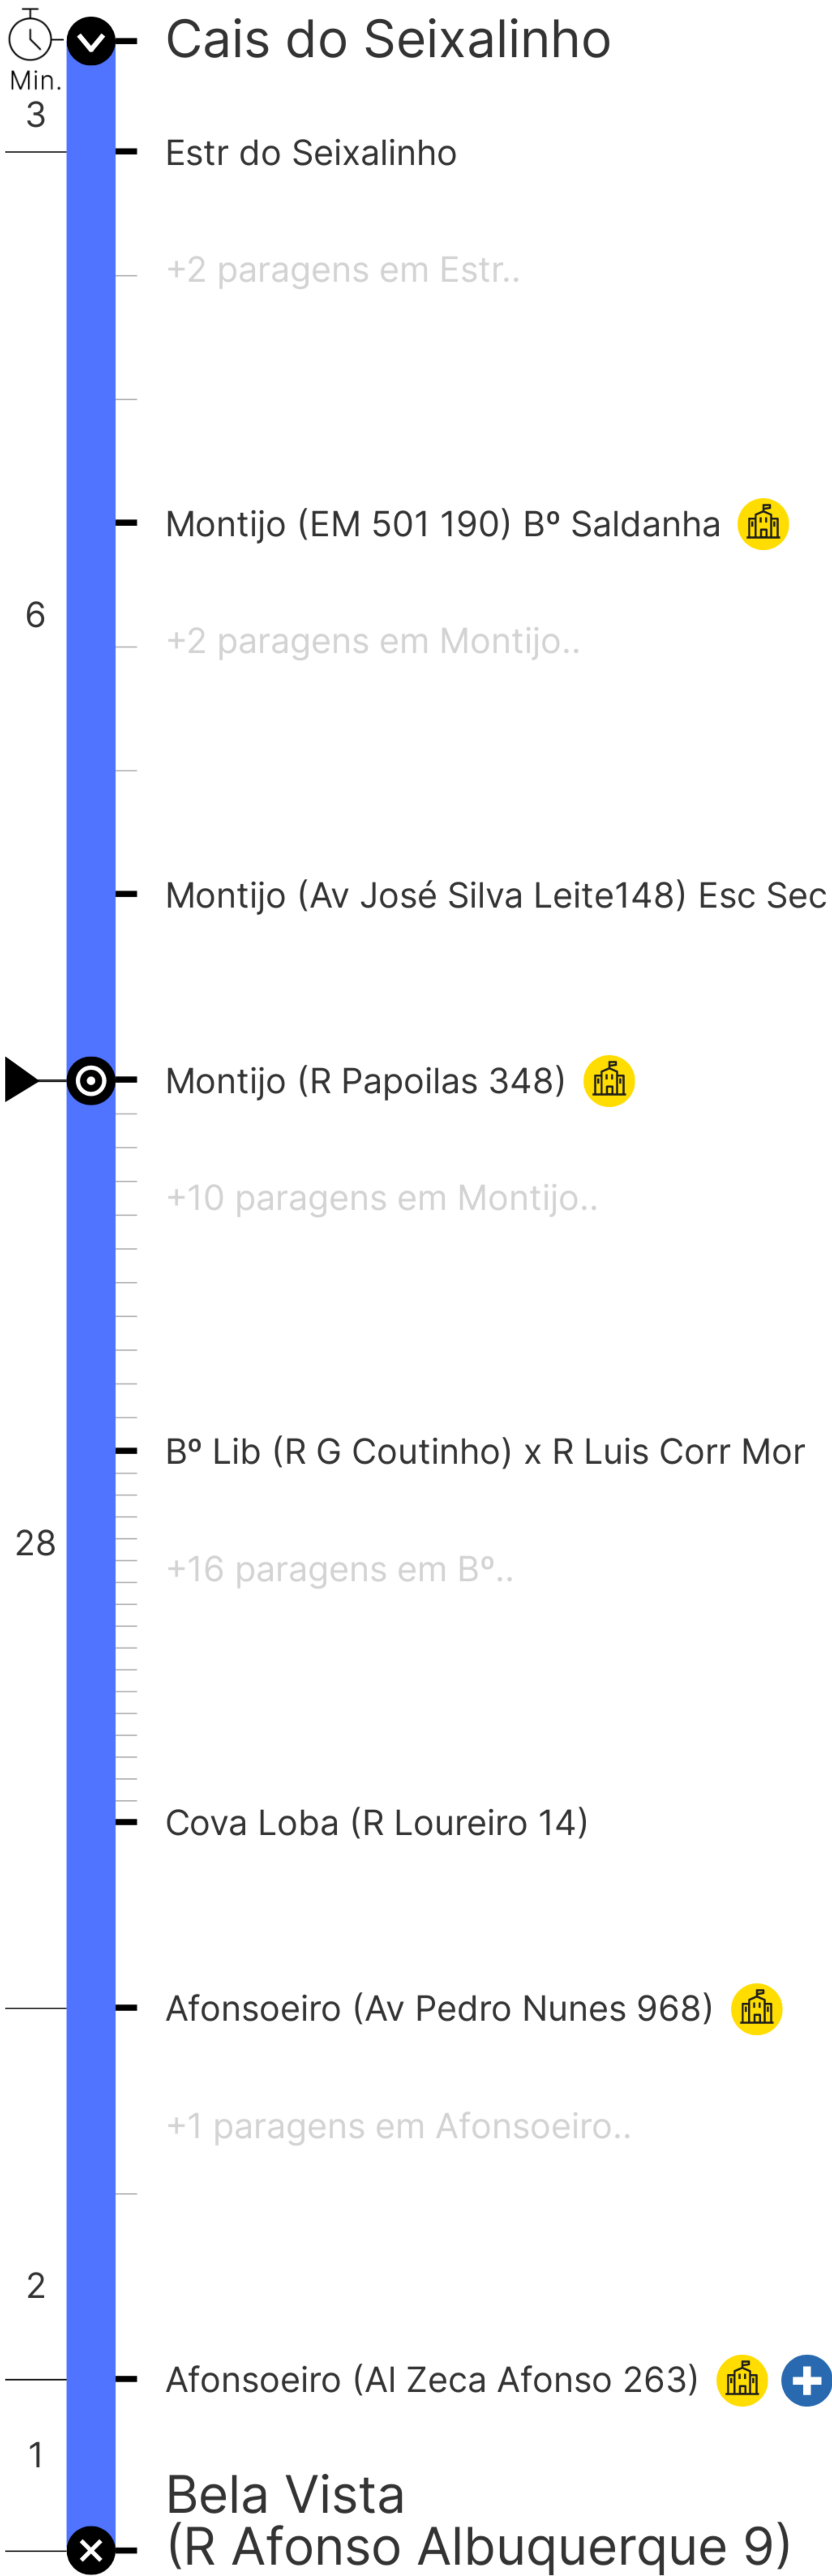 Cais do Seixalinho
Min.
3
Estr do Seixalinho
+2 paragens em Estr..
Montijo (EM 501 190) Bº Saldanha
6
+2 paragens em Montijo..
Montijo (Av José Silva Leite148) Esc Sec
Montijo (R Papoilas 348)
+10 paragens em Montijo..
Bº Lib (R G Coutinho) x R Luis Corr Mor
28
+16 paragens em Bº..
Cova Loba (R Loureiro 14)
Afonsoeiro (Av Pedro Nunes 968)
+1 paragens em Afonsoeiro..
2
Afonsoeiro (Al Zeca Afonso 263)
1
Bela Vista
(R Afonso Albuquerque 9)